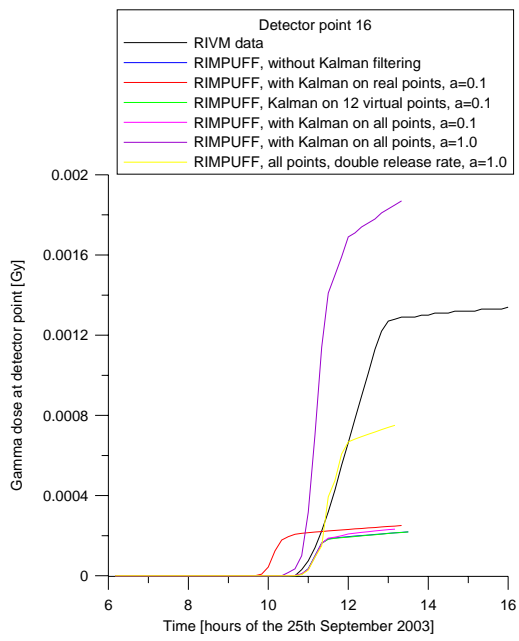 Detector point 16
RIVM data
RIMPUFF, without Kalman filtering
RIMPUFF, with Kalman on real points, a=0.1
RIMPUFF, Kalman on 12 virtual points, a=0.1
RIMPUFF, with Kalman on all points, a=0.1
RIMPUFF, with Kalman on all points, a=1.0
RIMPUFF, all points, double release rate, a=1.0
0.002
0.0016
0.0012
0.0008
0.0004
0
Gamma dose at detector point [Gy]
6 8 10 12 14 16
Time [hours of the 25th September 2003]